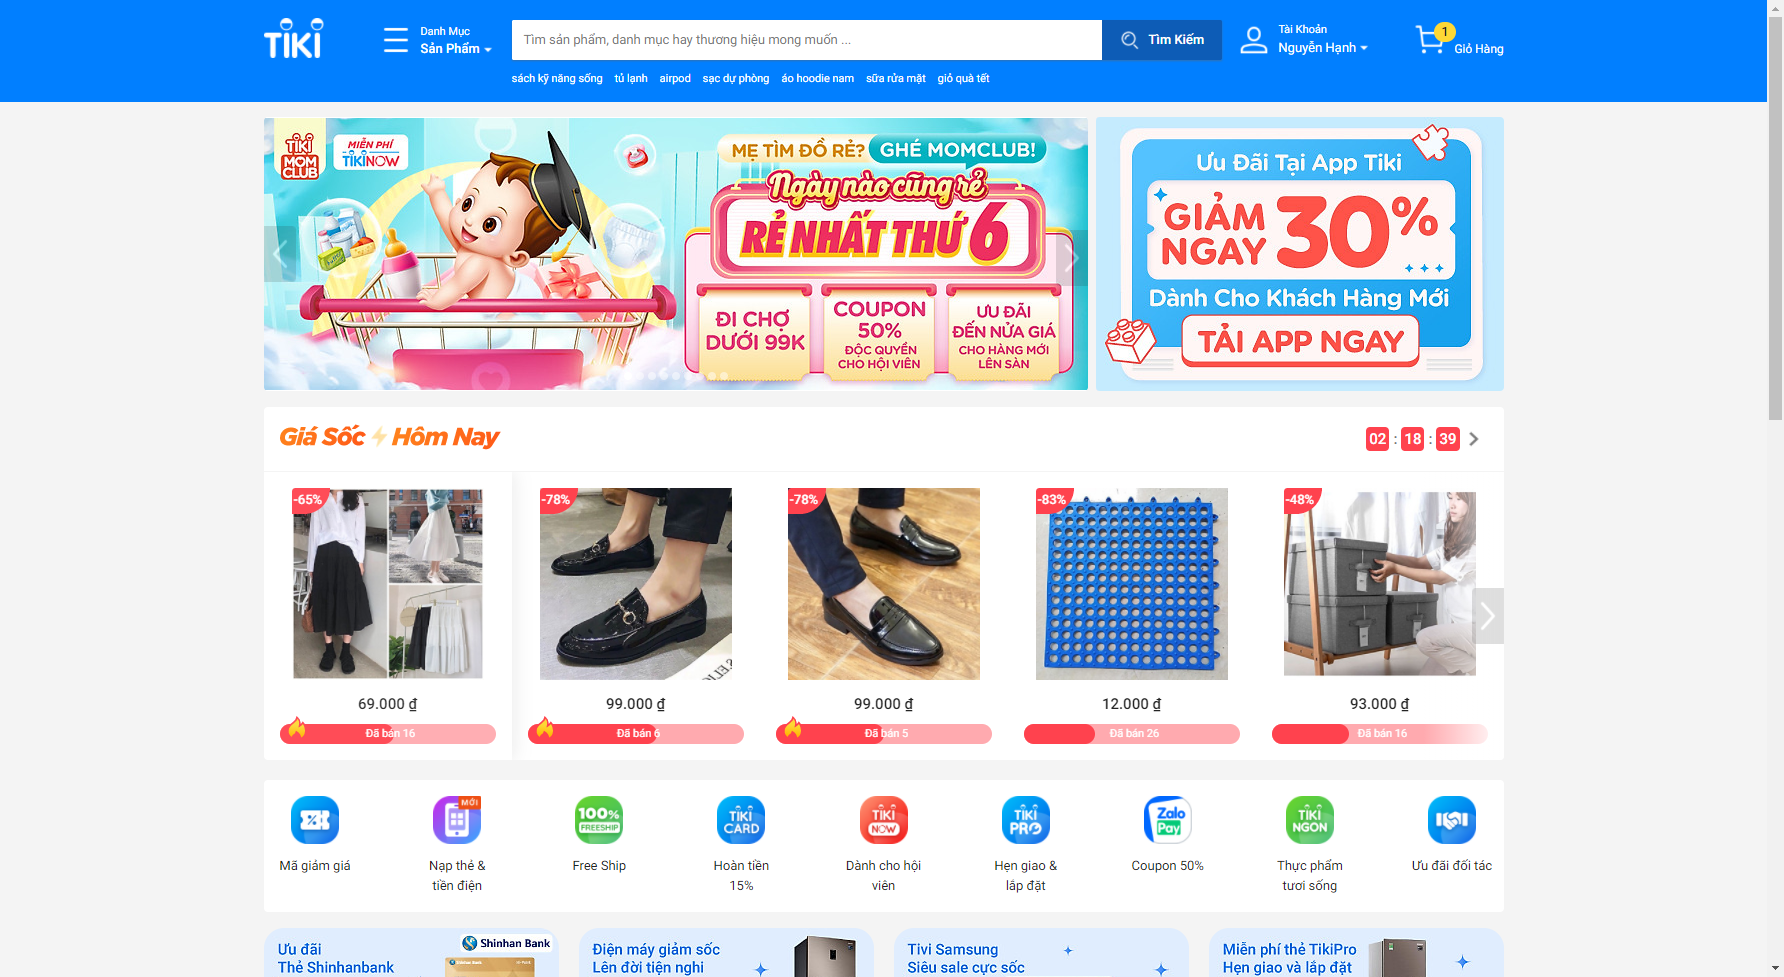 TIKI
Danh Mục
Sản Phẩm
Tìm sản phẩm, danh mục hay thương hiệu mong muốn ...
Tìm Kiếm
Tài Khoản
Nguyễn Hạnh
1
Giỏ Hàng
sách kỹ năng sống tủ lạnh airpod sạc dự phòng áo hoodie nam sữa rửa mặt giỏ quà tết
TIKI
MOM
CLUB
MIỄN PHÍ
TIKINOW
MẸ TÌM ĐỒ RẺ? GHÉ MOMCLUB!
Ngày nào cũng rẻ
RẺ NHẤT THỨ 6
ĐI CHỢ
DƯỚI 99K
COUPON
50%
ĐỘC QUYỀN
CHO HỘI VIÊN
ƯU ĐÃI
ĐẾN NỬA GIÁ
CHO HÀNG MỚI
LÊN SÀN
Ưu Đãi Tại App Tiki
GIẢM
NGAY 30%
Dành Cho Khách Hàng Mới
TẢI APP NGAY
Giá Sốc Hôm Nay
02 : 18 : 39
-65%
-78%
-78%
-83%
-48%
69.000 ₫
99.000 ₫
99.000 ₫
12.000 ₫
93.000 ₫
Đã bán 16
Đã bán 6
Đã bán 5
Đã bán 26
Đã bán 16
MỚI
100%
FREESHIP
TIKI
CARD
TIKI
NOW
TIKI
PRO
Zalo
Pay
TIKI
NGON
Mã giảm giá
Nạp thẻ &
tiền điện
Free Ship
Hoàn tiền
15%
Dành cho hội
viên
Hẹn giao &
lắp đặt
Coupon 50%
Thực phẩm
tươi sống
Ưu đãi đối tác
Ưu đãi
Thẻ Shinhanbank
Shinhan Bank
Điện máy giảm sốc
Lên đời tiện nghi
Tivi Samsung
Siêu sale cực sốc
Miễn phí thẻ TikiPro
Hẹn giao và lắp đặt